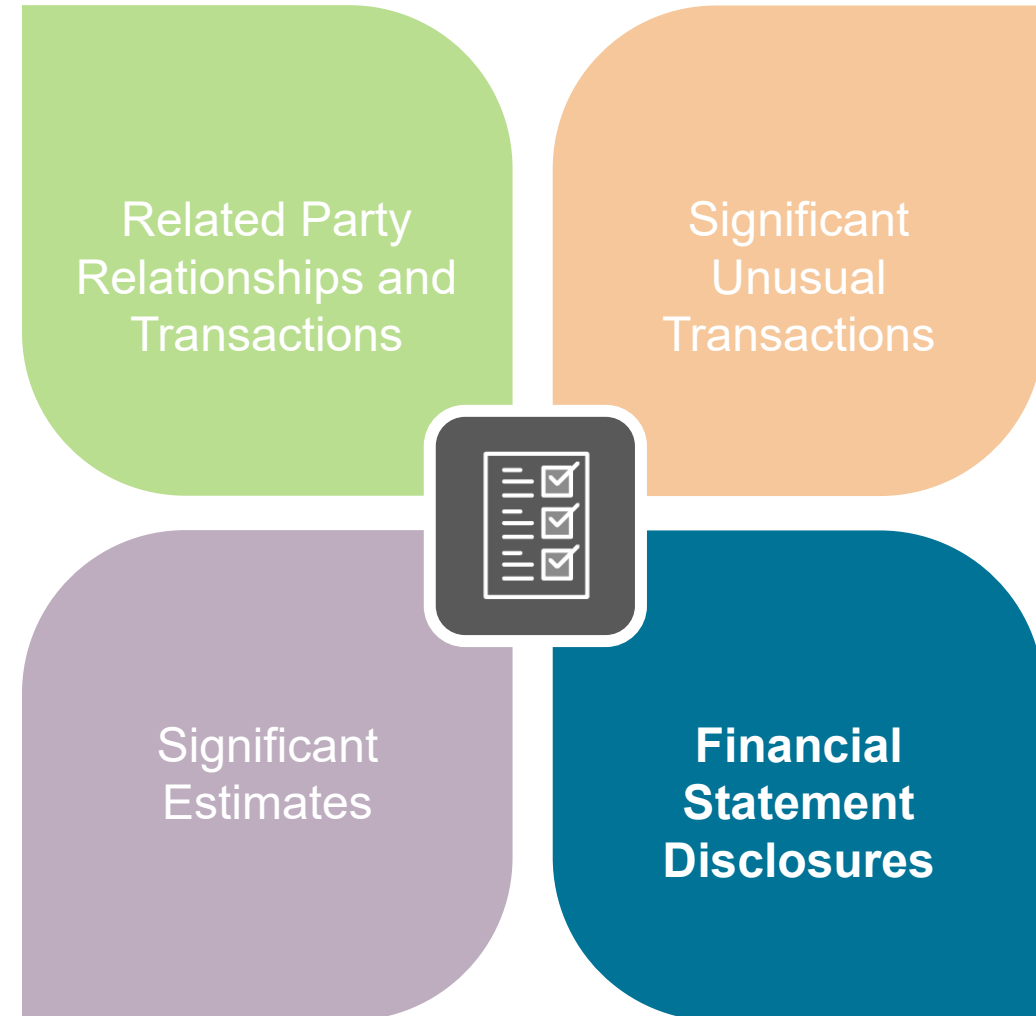 Related Party
Relationships and
Transactions
Significant
Unusual
Transactions
Significant
Estimates
Financial
Statement
Disclosures